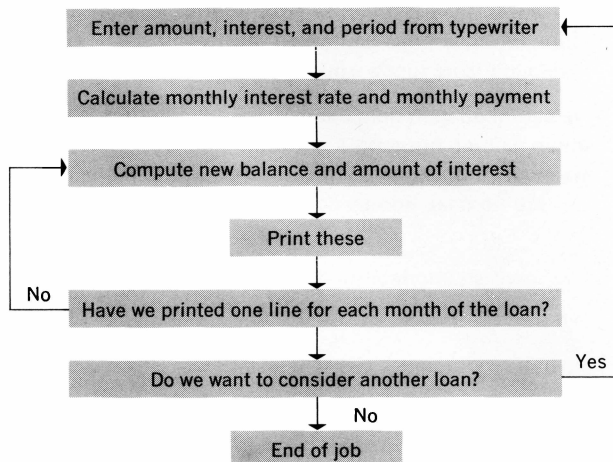 Enter amount, interest, and period from typewriter
Calculate monthly interest rate and monthly payment
Compute new balance and amount of interest
Print these
No
Have we printed one line for each month of the loan?
Yes
Do we want to consider another loan?
No
End of job